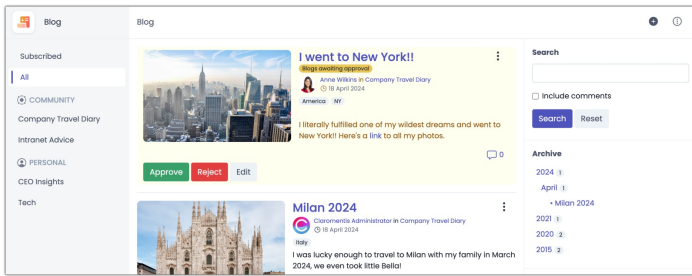 Blog
Blog
Subscribed
All
COMMUNITY
Company Travel Diary
Intranet Advice
PERSONAL
CEO Insights
Tech
I went to New York!!
Blogs awaiting approval
Anne Wilkins in Company Travel Diary
18 April 2024
America NY
I literally fulfilled one of my wildest dreams and went to
New York!! Here's a link to all my photos.
0
Approve Reject Edit
Milan 2024
Claromentis Administrator in Company Travel Diary
18 April 2024
Italy
I was lucky enough to travel to Milan with my family in March
2024, we even took little Bella!
Search
Include comments
Search Reset
Archive
2024 1
April 1
• Milan 2024
2021 1
2020 2
2015 2